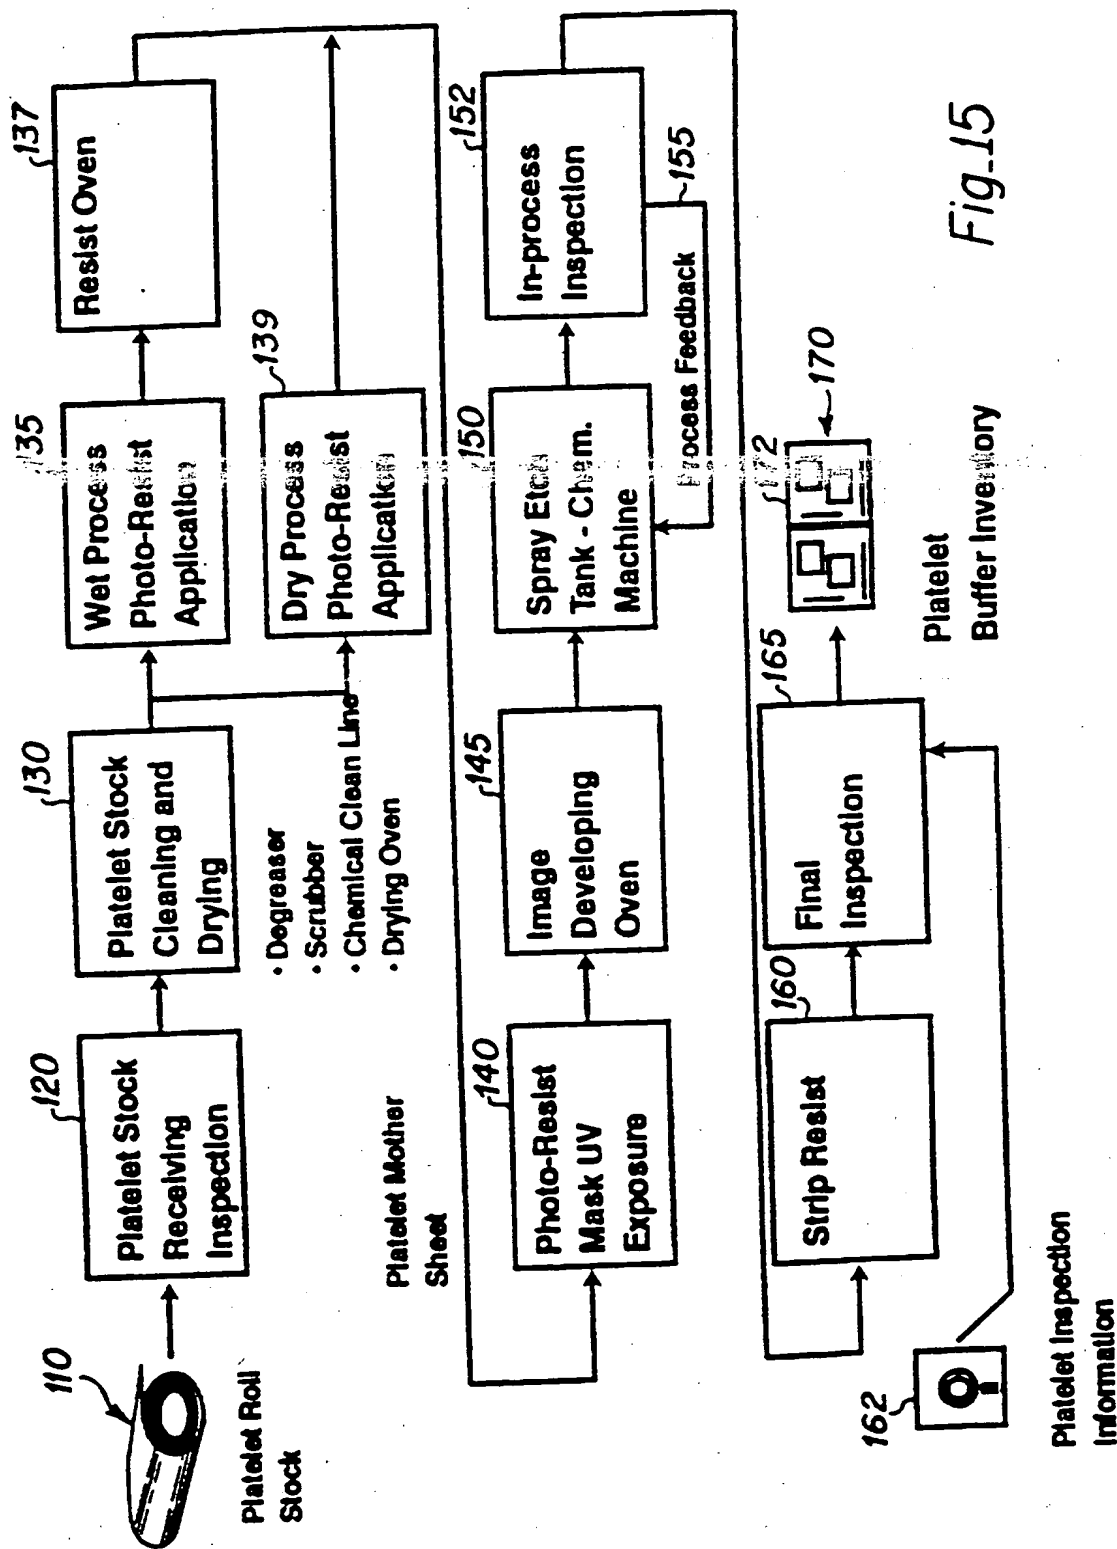 110
Platelet Roll
Stock
120
Platelet Stock
Receiving
Inspection
130
Platelet Stock
Cleaning and
Drying
• Degreaser
• Scrubber
• Chemical Clean Line
• Drying Oven
135
Wet Process
Photo-Resist
Application
137
Resist Oven
139
Dry Process
Photo-Resist
Application
Platelet Mother
Sheet
140
Photo-Resist
Mask UV
Exposure
145
Image
Developing
Oven
150
Spray Etch
Tank - Chem.
Machine
152
In-process
Inspection
155
Process Feedback
160
Strip Resist
162
Platelet Inspection
Information
165
Final
Inspection
172
170
Platelet
Buffer Inventory
Fig_15